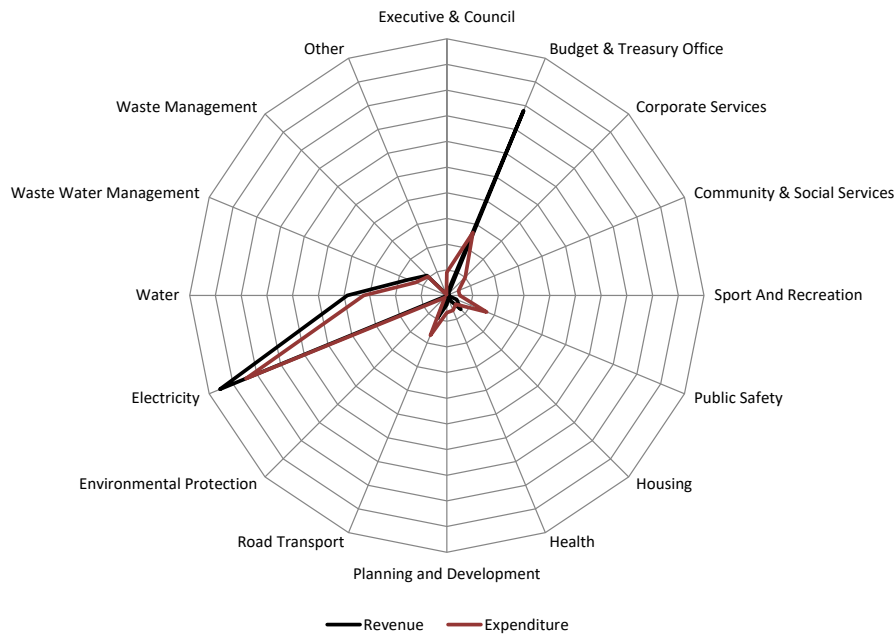 Executive & Council
Budget & Treasury Office
Corporate Services
Community & Social Services
Sport And Recreation
Public Safety
Housing
Health
Planning and Development
Road Transport
Environmental Protection
Electricity
Water
Waste Water Management
Waste Management
Other
Revenue
Expenditure